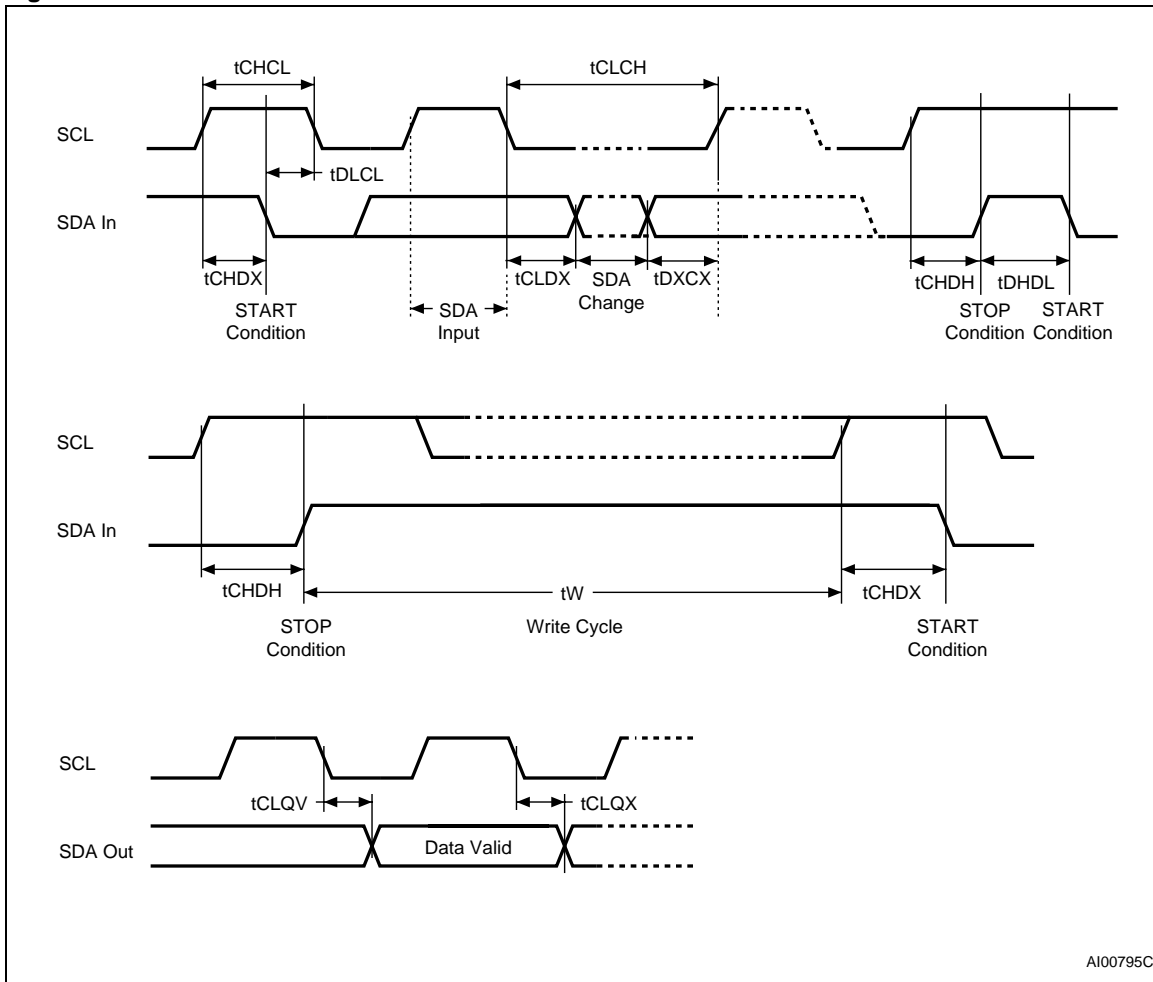 tCHCL
tCLCH
SCL
tDLCL
SDA In
tCHDX
tCLDX
SDA
Change
tDXCX
tCHDH
tDHDL
START
Condition
SDA
Input
STOP
Condition
START
Condition
SCL
SDA In
tCHDH
tW
tCHDX
STOP
Condition
Write Cycle
START
Condition
SCL
tCLQV
tCLQX
SDA Out
Data Valid
AI00795C